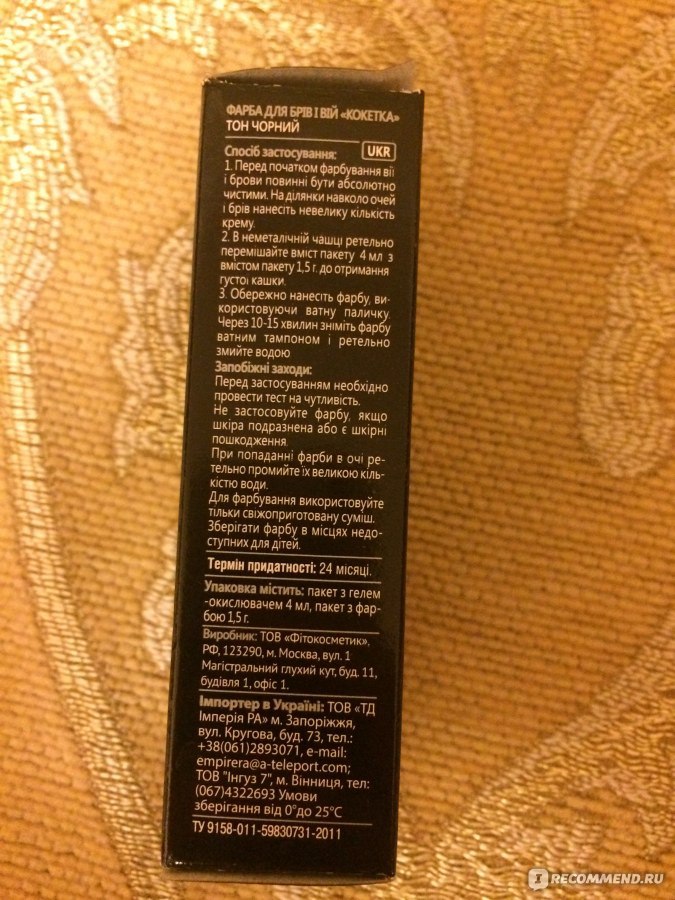 ФАРБА ДЛЯ БРІВ І ВІЙ «КОКЕТКА»
ТОН ЧОРНИЙ
UKR
Спосіб застосування:
1. Перед початком фарбування вії
і брови повинні бути абсолютно
чистими. На ділянки навколо очей
і брів нанесіть невелику кількість
крему.
2. В неметалічній чашці ретельно
перемішайте вміст пакету 4 мл з
вмістом пакету 1,5 г. до отримання
густої кашки.
3. Обережно нанесіть фарбу, ви-
користовуючи ватну паличку.
Через 10-15 хвилин зніміть фарбу
ватним тампоном і ретельно
змийте водою
Запобіжні заходи:
Перед застосуванням необхідно
провести тест на чутливість.
Не застосовуйте фарбу, якщо
шкіра подразнена або є шкірні
пошкодження.
При попаданні фарби в очі ре-
тельно промийте їх великою кіль-
кістю води.
Для фарбування використовуйте
тільки свіжоприготовану суміш.
Зберігати фарбу в місцях недо-
ступних для дітей.
Термін придатності: 24 місяці.
Упаковка містить: пакет з гелем
-окислювачем 4 мл, пакет з фар-
бою 1,5 г.
Виробник: ТОВ «Фітокосметик».
РФ, 123290, м. Москва, вул. 1
Магістральний глухий кут, буд. 11,
будівля 1, офіс 1.
Імпортер в Україні: ТОВ «ТД
Імперія РА» м. Запоріжжя,
вул. Кругова, буд. 73, тел.:
+38(061)2893071, e-mail:
empirera@a-teleport.com;
ТОВ "Інгуз 7", м. Вінниця, тел:
(067)4322693 Умови
зберігання від 0° до 25°С
ТУ 9158-011-59830731-2011
I RECOMMEND.RU